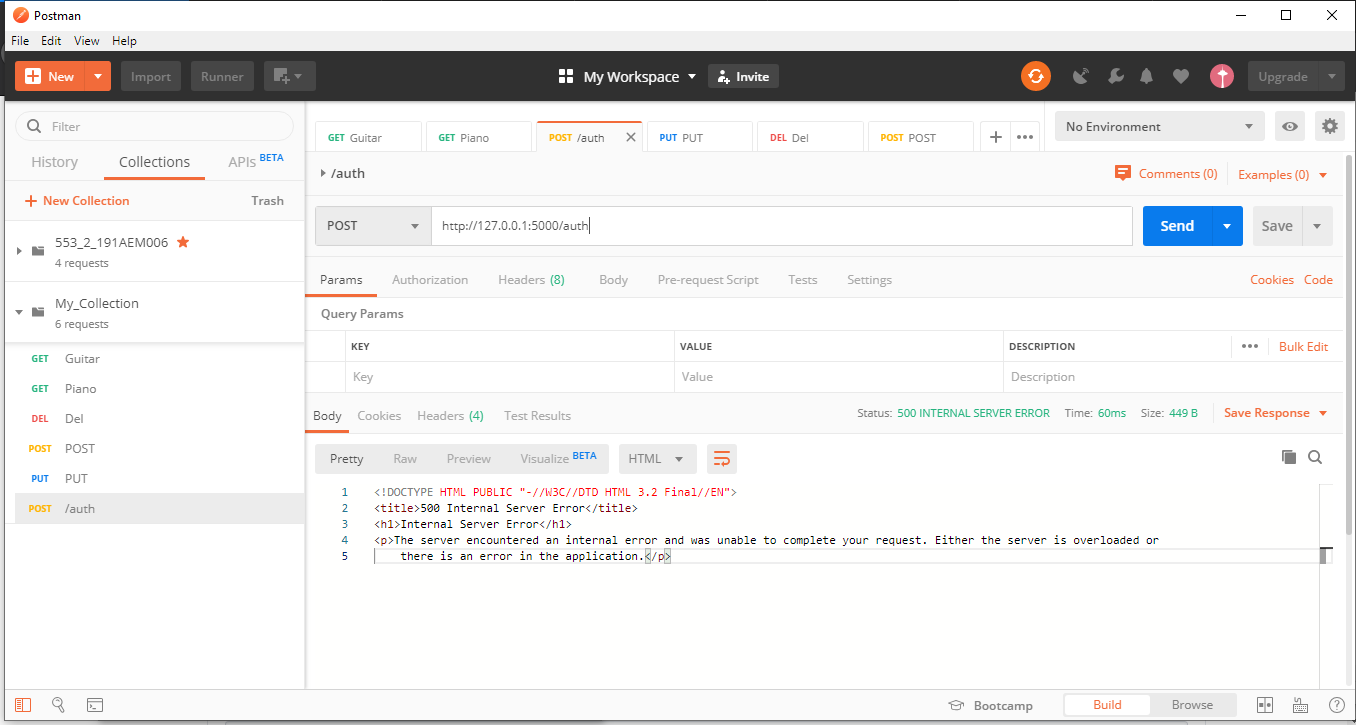 Postman
File Edit View Help
New Import Runner My Workspace Invite Upgrade
Filter
History Collections APIs BETA
New Collection Trash
553_2_191AEM006
4 requests
My_Collection
6 requests
GET Guitar
GET Piano
DEL Del
POST POST
PUT PUT
POST /auth
GET Guitar GET Piano POST /auth PUT PUT DEL Del POST POST No Environment
/auth Comments (0) Examples (0)
POST http://127.0.0.1:5000/auth Send Save
Params Authorization Headers (8) Body Pre-request Script Tests Settings Cookies Code
Query Params
KEY VALUE DESCRIPTION Bulk Edit
Key Value Description
Body Cookies Headers (4) Test Results Status: 500 INTERNAL SERVER ERROR Time: 60ms Size: 449 B Save Response
Pretty Raw Preview Visualize BETA HTML
1 <!DOCTYPE HTML PUBLIC "-//W3C//DTD HTML 3.2 Final//EN">
2 <title>500 Internal Server Error</title>
3 <h1>Internal Server Error</h1>
4 <p>The server encountered an internal error and was unable to complete your request. Either the server is overloaded or
5 there is an error in the application.</p>
Bootcamp Build Browse